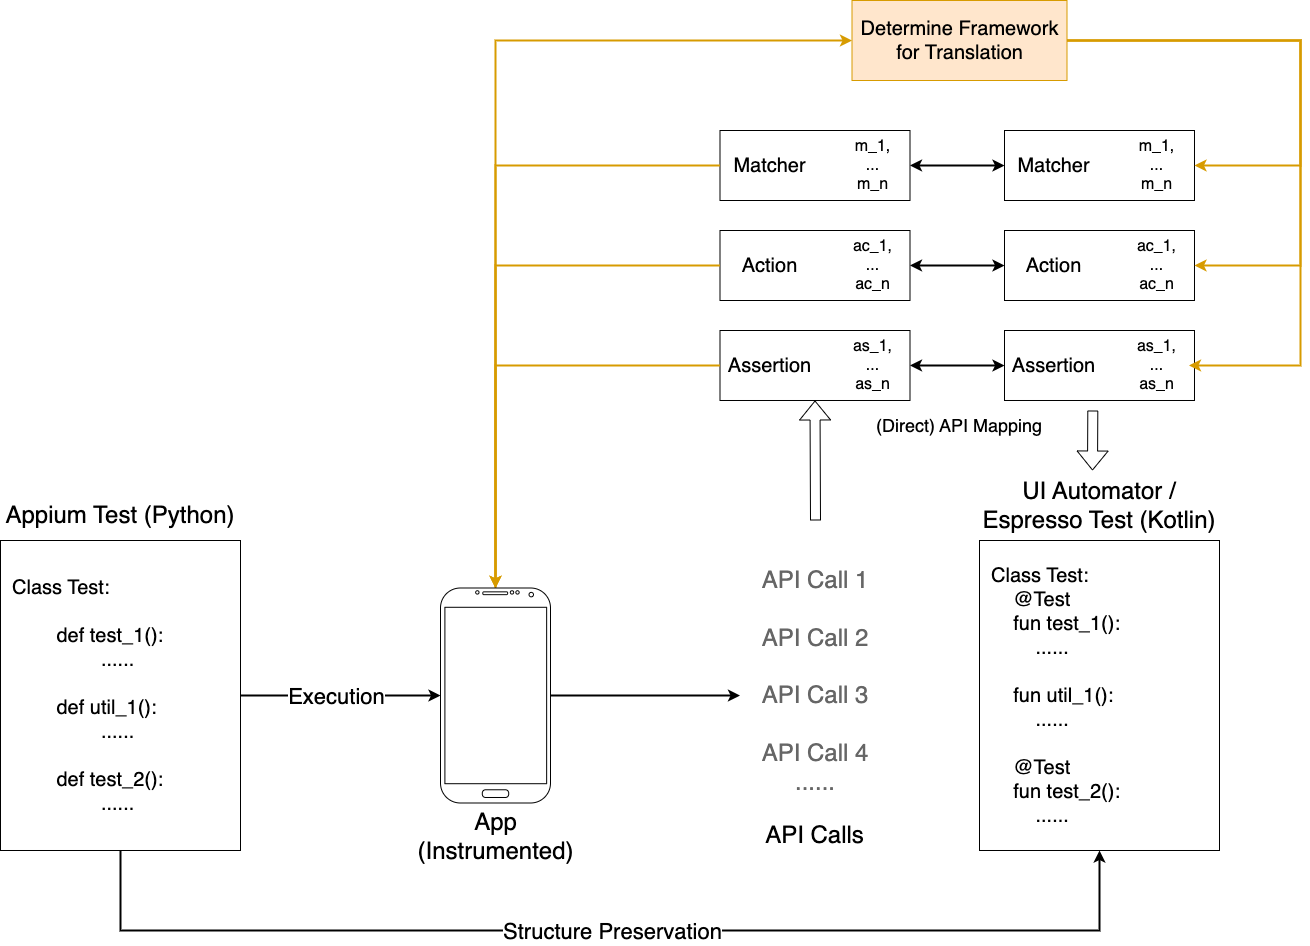 Determine Framework
for Translation
Matcher
m_1,
...
m_n
Matcher
m_1,
...
m_n
Action
ac_1,
...
ac_n
Action
ac_1,
...
ac_n
Assertion
as_1,
...
as_n
Assertion
as_1,
...
as_n
(Direct) API Mapping
Appium Test (Python)
Class Test:
def test_1():
......
def util_1():
......
def test_2():
......
Execution
App
(Instrumented)
API Call 1
API Call 2
API Call 3
API Call 4
......
API Calls
UI Automator /
Espresso Test (Kotlin)
Class Test:
@Test
fun test_1():
......
fun util_1():
......
@Test
fun test_2():
......
Structure Preservation